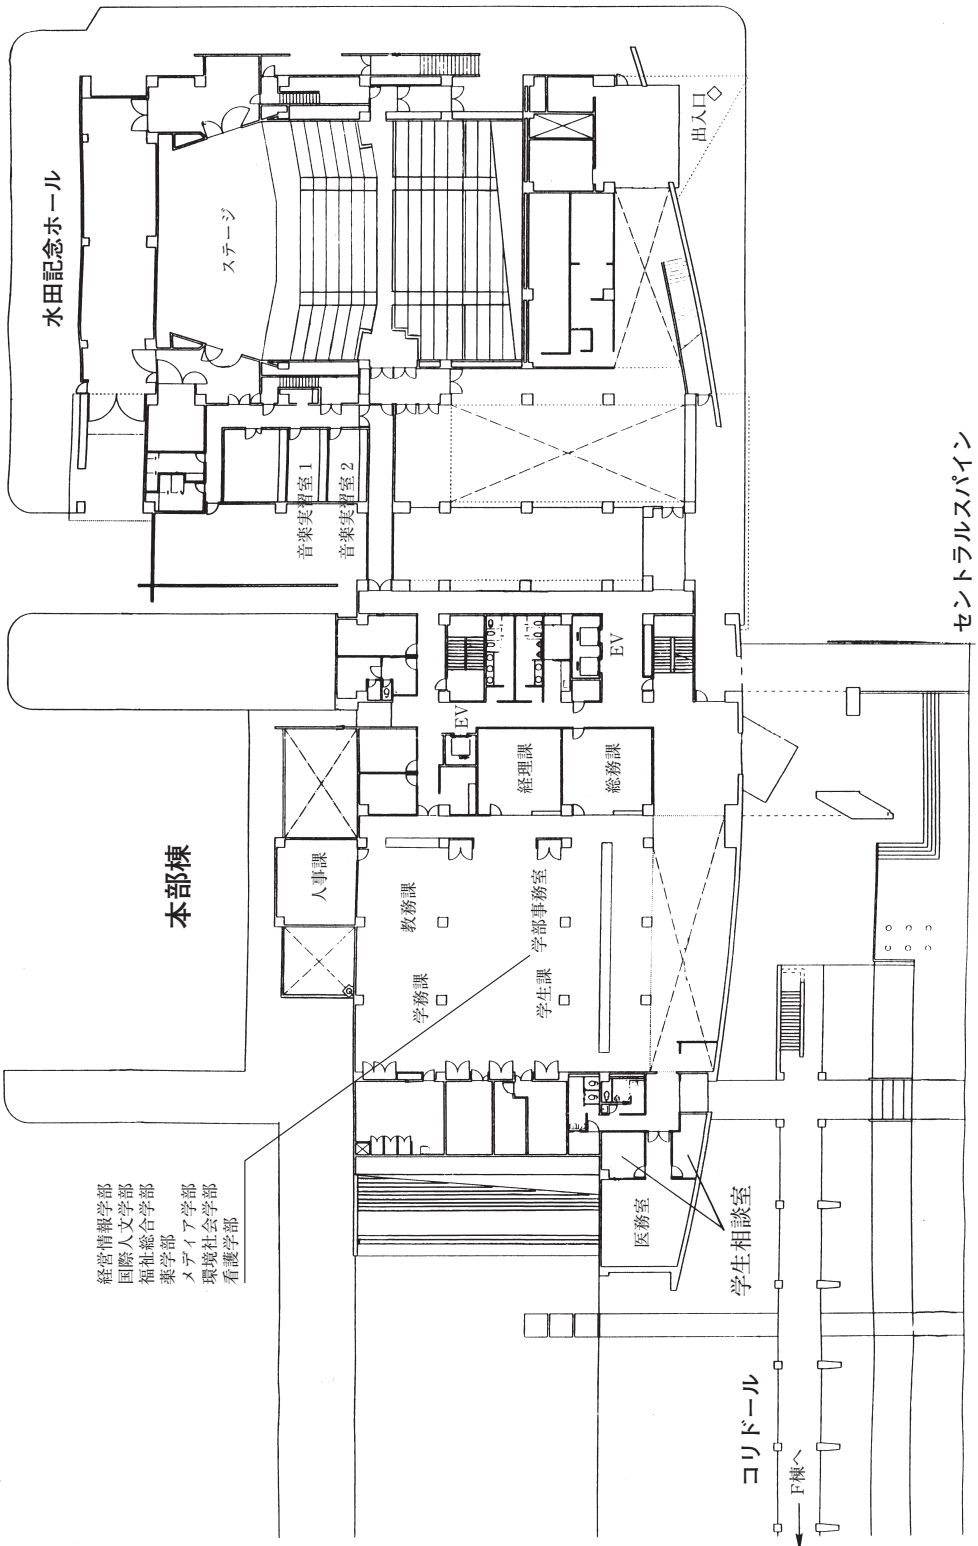 水田記念ホール
ステージ
出入口
音楽実習室1
音楽実習室2
セントラルスパイン
EV
EV
経理課
総務課
本部棟
人事課
教務課
学部事務室
学務課
学生課
経営情報学部
国際人文学部
福祉総合学部
薬学部
メディア学部
環境社会学部
看護学部
医務室
学生相談室
コリドール
F棟へ